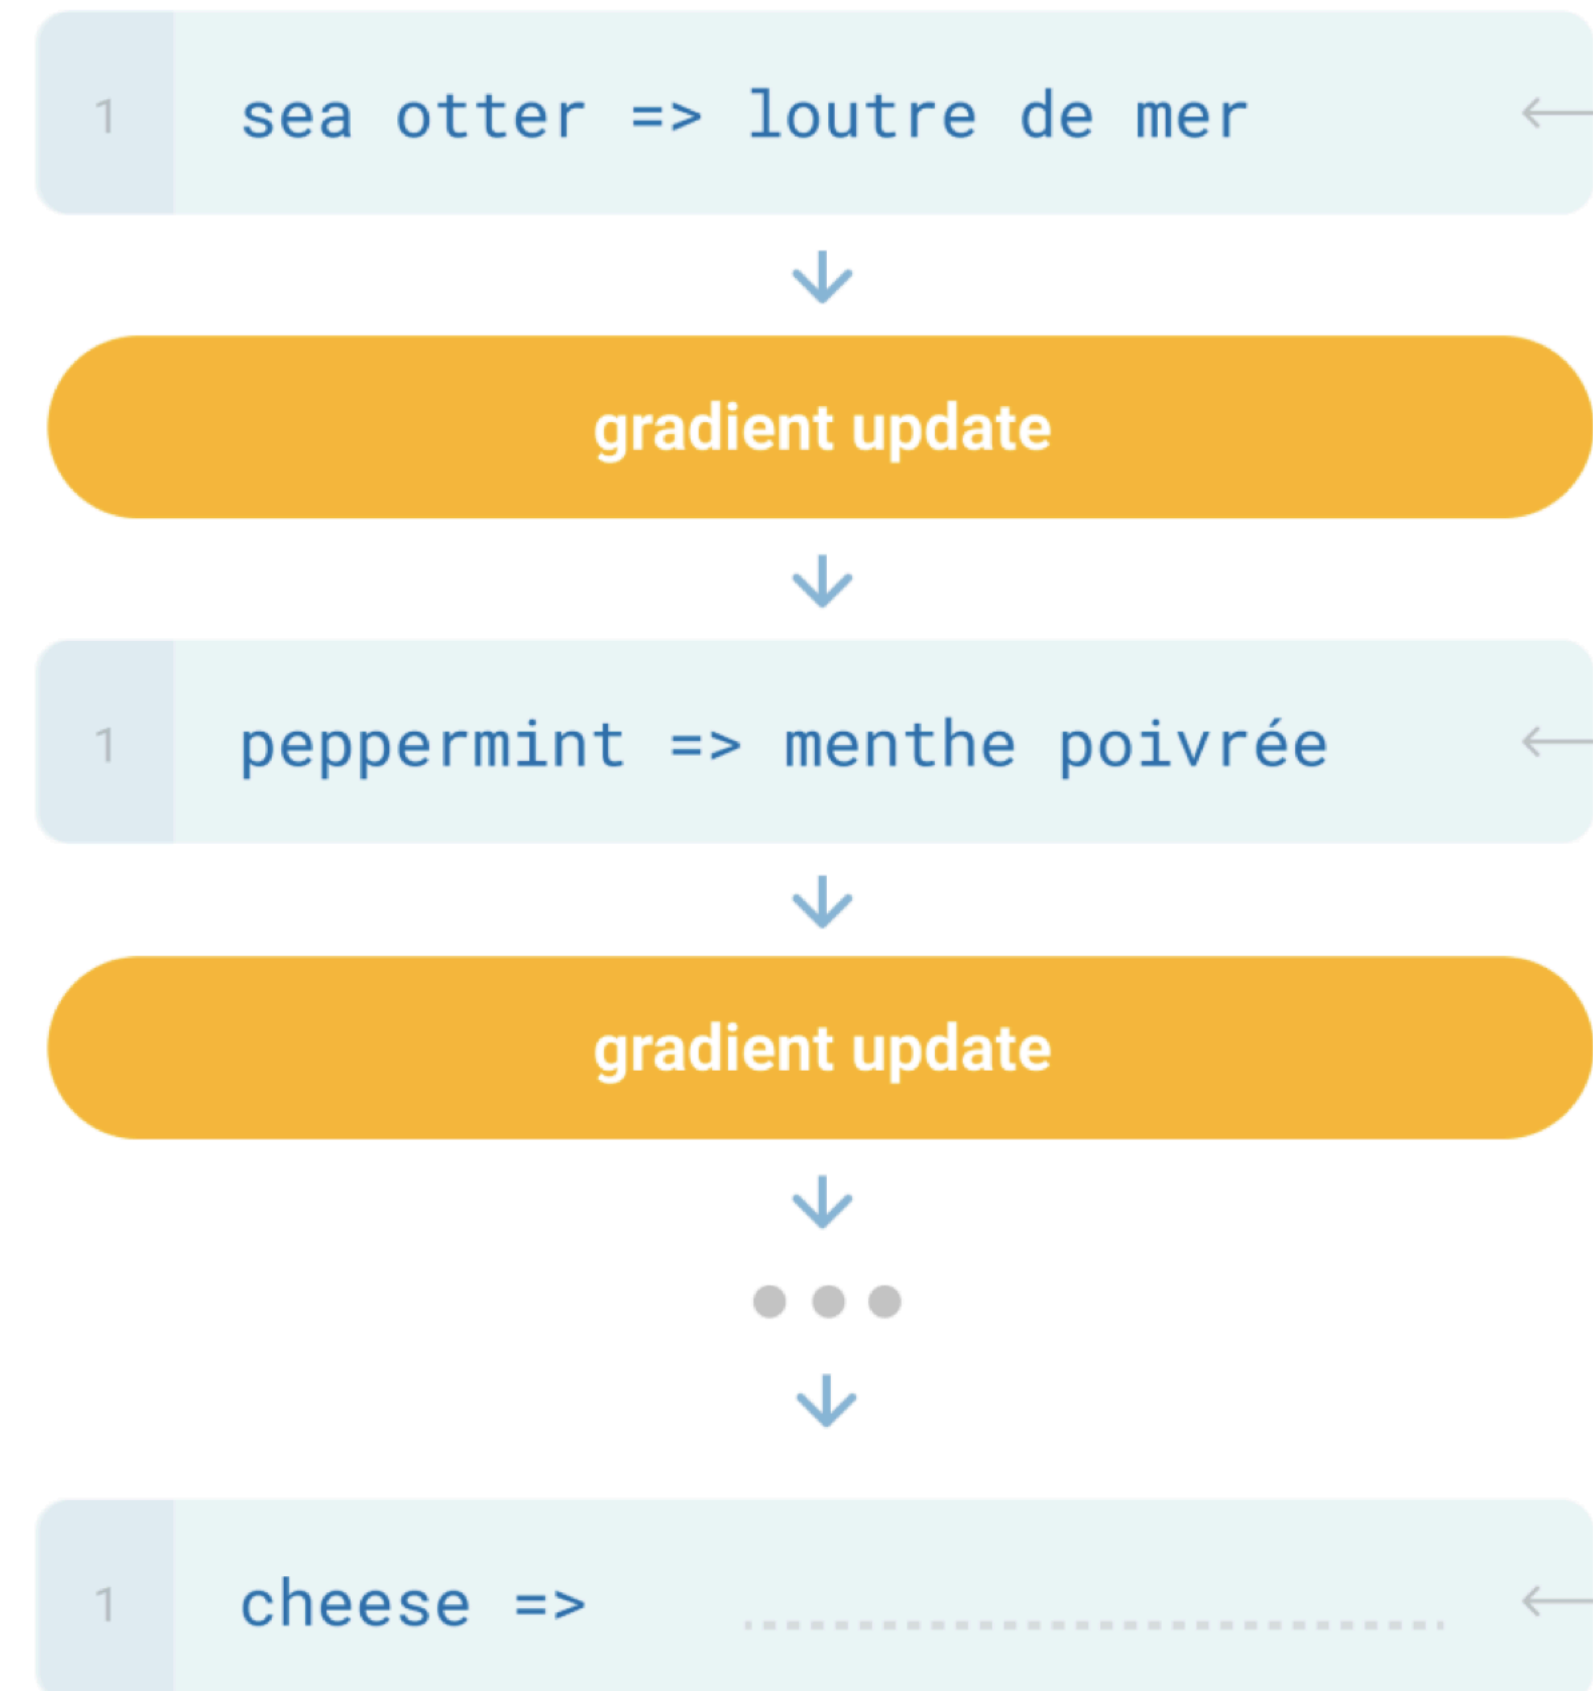 1 sea otter => loutre de mer
gradient update
1 peppermint => menthe poivrée
gradient update
1 cheese =>